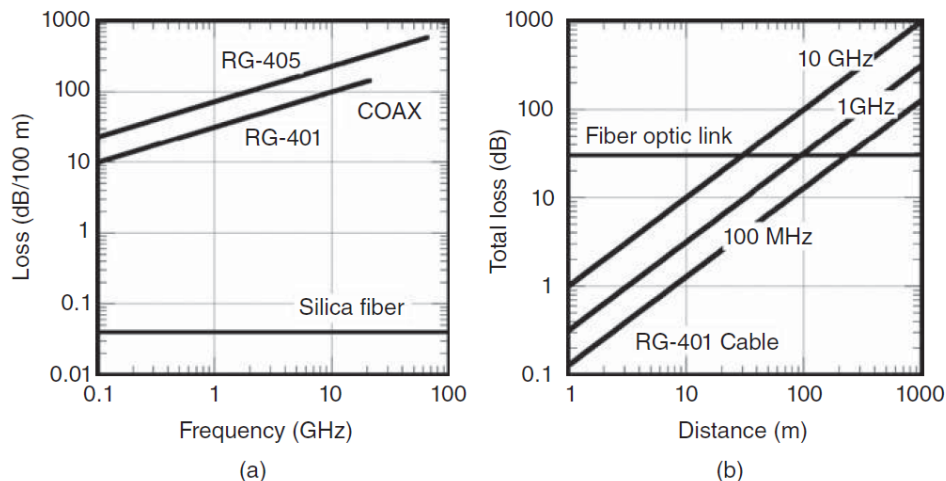 1000
100
10
1
0.1
0.01
Loss (dB/100 m)
RG-405
COAX
RG-401
Silica fiber
0.1
1
10
100
Frequency (GHz)
(a)
1000
100
10
1
0.1
Total loss (dB)
10 GHz
1GHz
Fiber optic link
100 MHz
RG-401 Cable
1
10
100
1000
Distance (m)
(b)